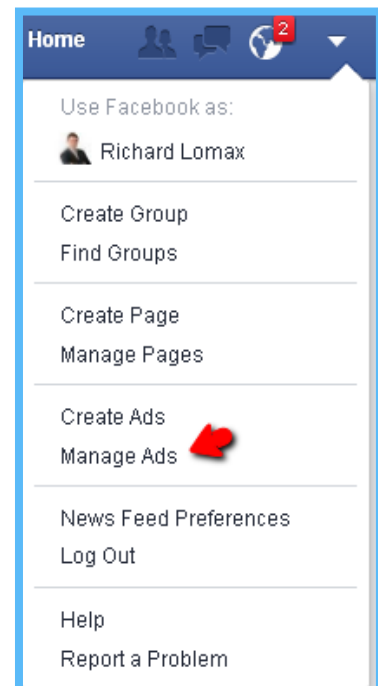 Home 2
Use Facebook as:
Richard Lomax
Create Group
Find Groups
Create Page
Manage Pages
Create Ads
Manage Ads
News Feed Preferences
Log Out
Help
Report a Problem